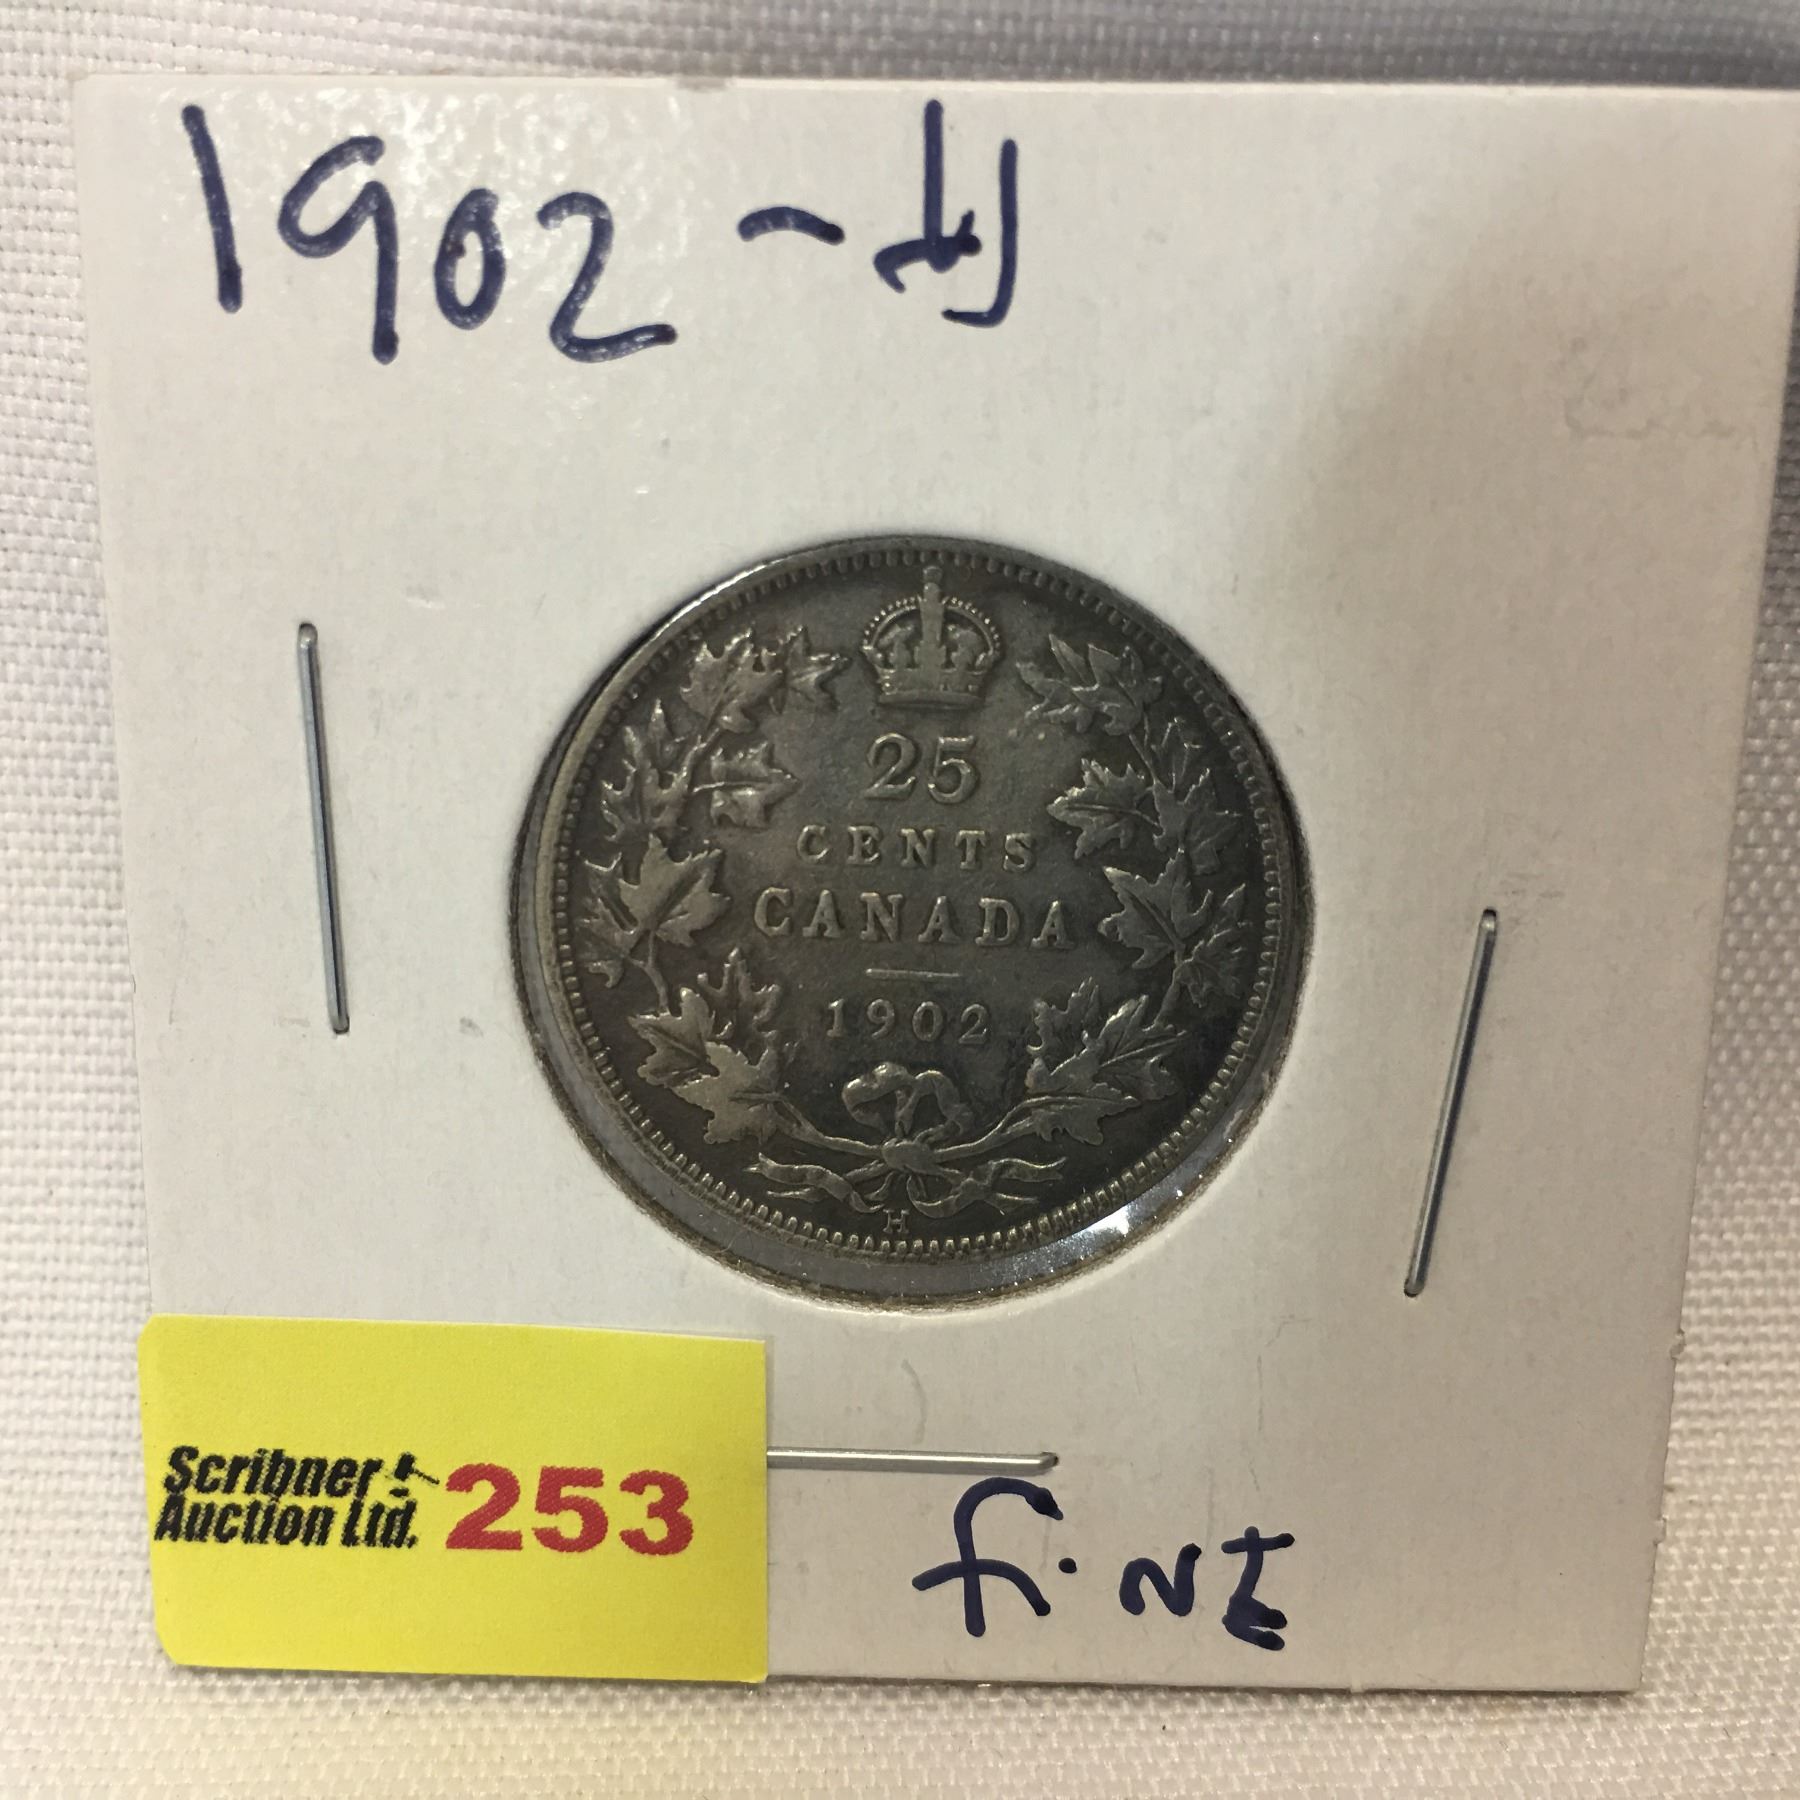 1902-H
25
CENTS
CANADA
1902
H
Scribner
Auction Ltd.
253
fiNE